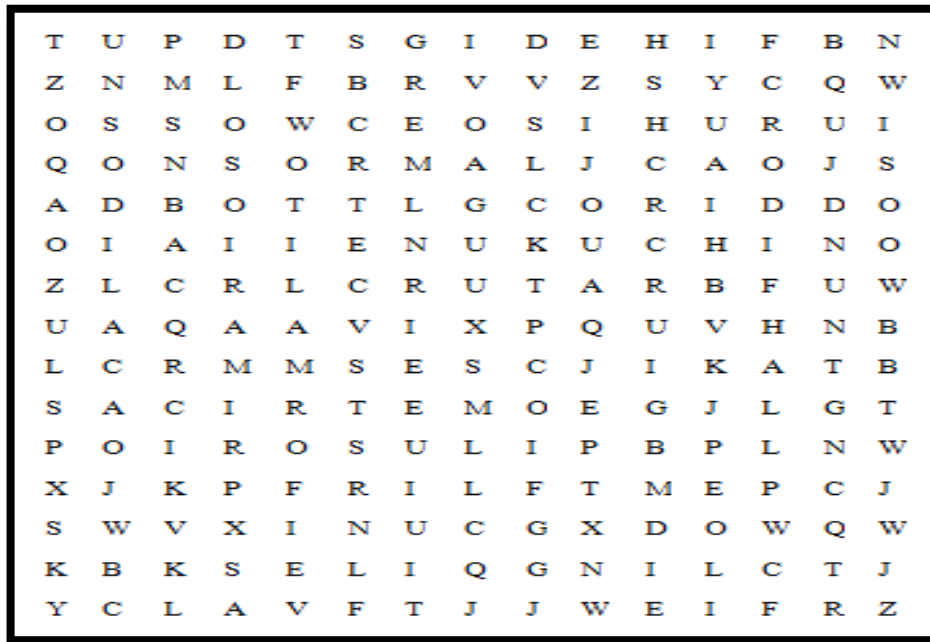 T U P D T S G I D E H I F B N
Z N M L F B R V V Z S Y C Q W
O S S O W C E O S I H U R U I
Q O N S O R M A L J C A O J S
A D B O T T L G C O R I D D O
O I A I I E N U K U C H I N O
Z L C R L C R U T A R B F U W
U A Q A A V I X P Q U V H N B
L C R M M S E S C J I K A T B
S A C I R T E M O E G J L G T
P O I R O S U L I P B P L N W
X J K P F R I L F T M E P C J
S W V X I N U C G X D O W Q W
K B K S E L I Q G N I L C T J
Y C L A V F T J J W E I F R Z